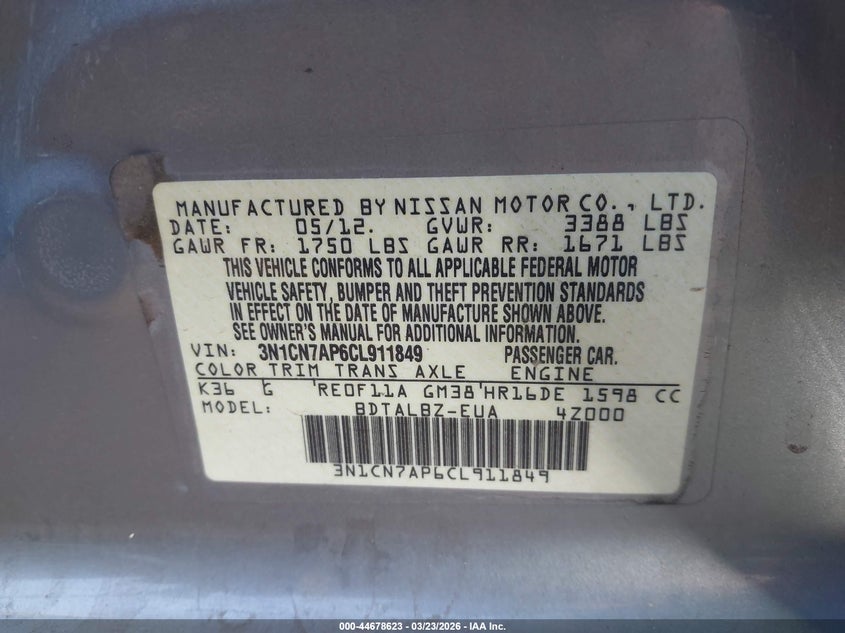 MANUFACTURED BY NISSAN MOTOR CO., LTD.
DATE: 05/12. GVWR: 3388 LBS
GAWR FR: 1750 LBS GAWR RR: 1671 LBS
THIS VEHICLE CONFORMS TO ALL APPLICABLE FEDERAL MOTOR
VEHICLE SAFETY, BUMPER AND THEFT PREVENTION STANDARDS
IN EFFECT ON THE DATE OF MANUFACTURE SHOWN ABOVE.
SEE OWNER'S MANUAL FOR ADDITIONAL INFORMATION.
VIN: 3N1CN7AP6CL911849 PASSENGER CAR.
COLOR TRIM TRANS AXLE ENGINE
K36 G RE0F11A GM38 HR16DE 1598 CC
MODEL: BDTALBZ-EUA 4Z000
3N1CN7AP6CL911849
000-44678623 | 03/23/2026 - IAA Inc.